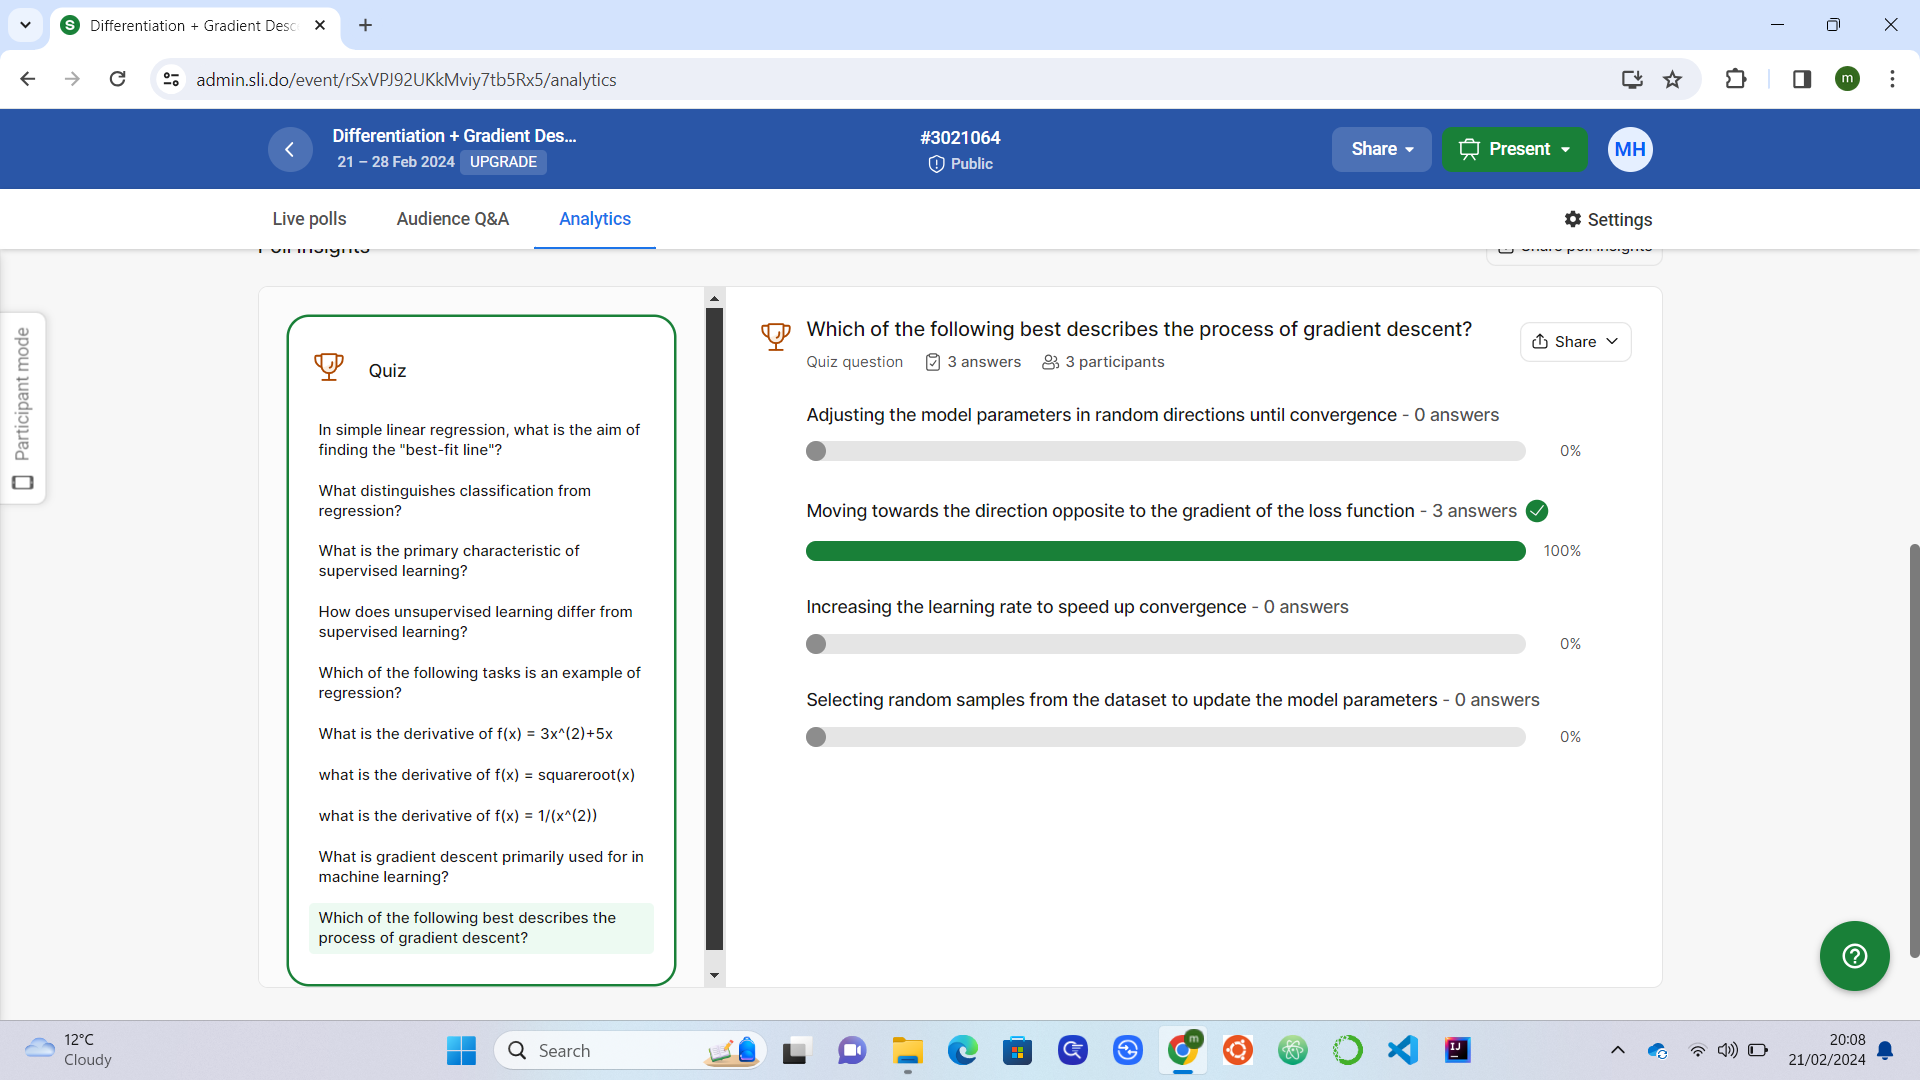 Differentiation + Gradient Desc
admin.sli.do/event/rSxVPJ92UKkMviy7tb5Rx5/analytics
m
Differentiation + Gradient Des...
21 – 28 Feb 2024 UPGRADE
#3021064
Public
Share
Present
MH
Live polls
Audience Q&A
Analytics
Settings
Poll insights
Share poll insights
Participant mode
Quiz
In simple linear regression, what is the aim of
finding the "best-fit line"?
What distinguishes classification from
regression?
What is the primary characteristic of
supervised learning?
How does unsupervised learning differ from
supervised learning?
Which of the following tasks is an example of
regression?
What is the derivative of f(x) = 3x^(2)+5x
what is the derivative of f(x) = squareroot(x)
what is the derivative of f(x) = 1/(x^(2))
What is gradient descent primarily used for in
machine learning?
Which of the following best describes the
process of gradient descent?
Which of the following best describes the process of gradient descent?
Quiz question 3 answers 3 participants
Share
Adjusting the model parameters in random directions until convergence - 0 answers
0%
Moving towards the direction opposite to the gradient of the loss function - 3 answers
100%
Increasing the learning rate to speed up convergence - 0 answers
0%
Selecting random samples from the dataset to update the model parameters - 0 answers
0%
12°C
Cloudy
Search
m
IJ
20:08
21/02/2024